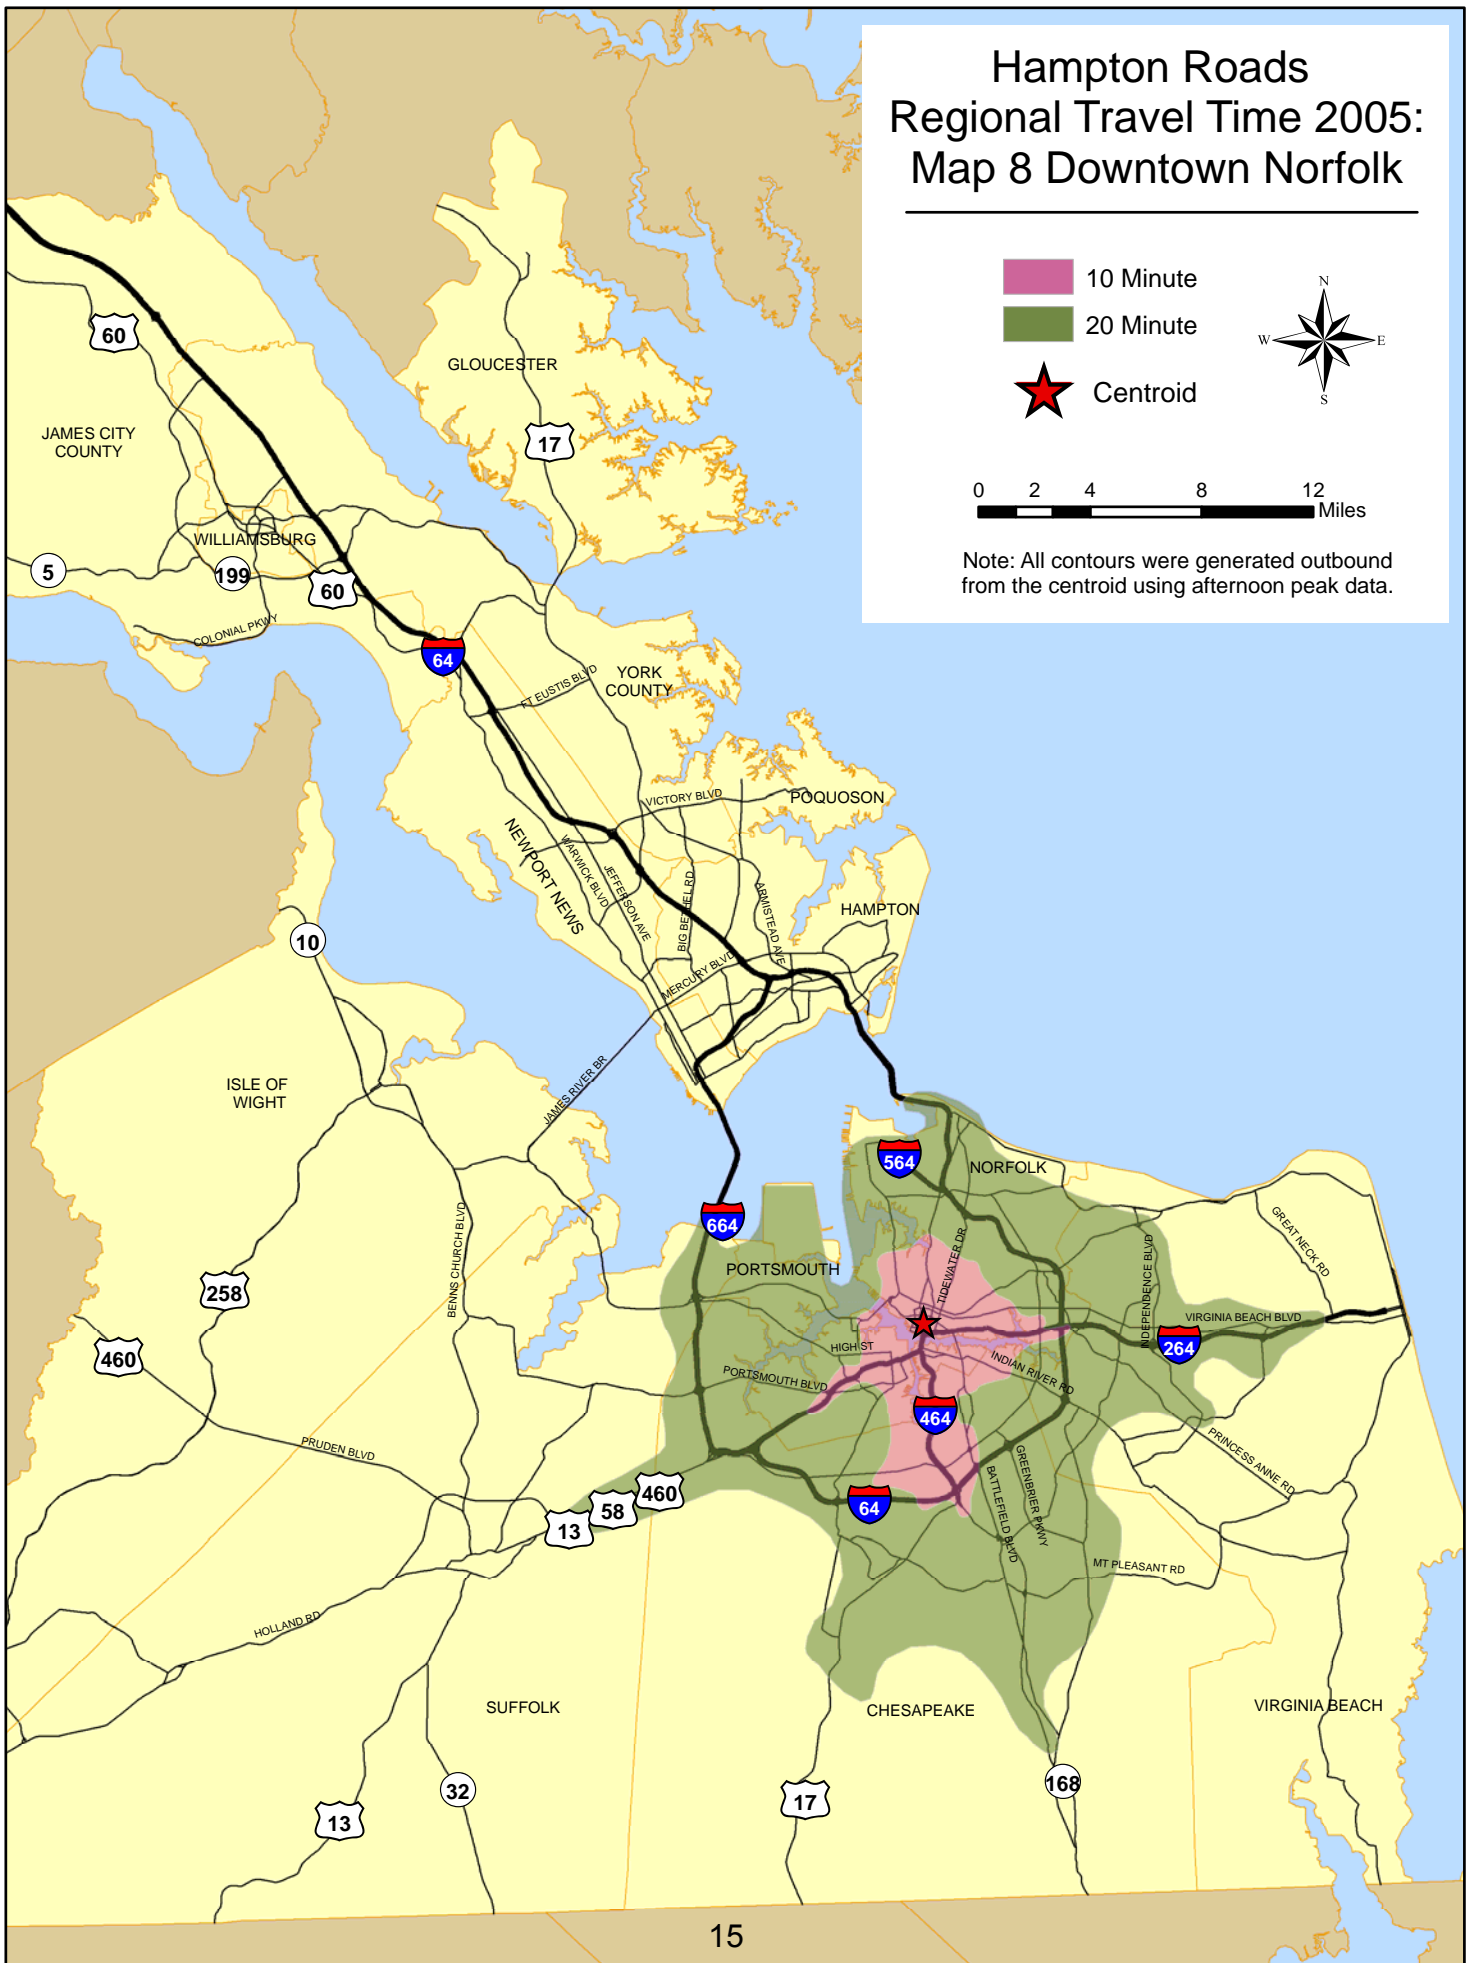 Hampton Roads
Regional Travel Time 2005:
Map 8 Downtown Norfolk
10 Minute
20 Minute
Centroid
N
W
E
S
0 2 4 8 12
Miles
Note: All contours were generated outbound
from the centroid using afternoon peak data.
60
GLOUCESTER
17
JAMES CITY
COUNTY
WILLIAMSBURG
5
199
60
COLONIAL PKWY
64
YORK
COUNTY
FT EUSTIS BLVD
VICTORY BLVD
POQUOSON
NEWPORT NEWS
WARWICK BLVD
JEFFERSON AVE
BIG BETHEL RD
ARMISTEAD AVE
HAMPTON
MERCURY BLVD
10
ISLE OF
WIGHT
JAMES RIVER BR
564
NORFOLK
664
GREAT NECK RD
BENNS CHURCH BLVD
TIDEWATER DR
INDEPENDENCE BLVD
PORTSMOUTH
258
VIRGINIA BEACH BLVD
264
460
HIGH ST
INDIAN RIVER RD
PORTSMOUTH BLVD
464
PRUDEN BLVD
PRINCESS ANNE RD
GREENBRIER PKWY
BATTLEFIELD BLVD
460
58
13
64
MT PLEASANT RD
HOLLAND RD
SUFFOLK
CHESAPEAKE
VIRGINIA BEACH
32
13
17
168
15